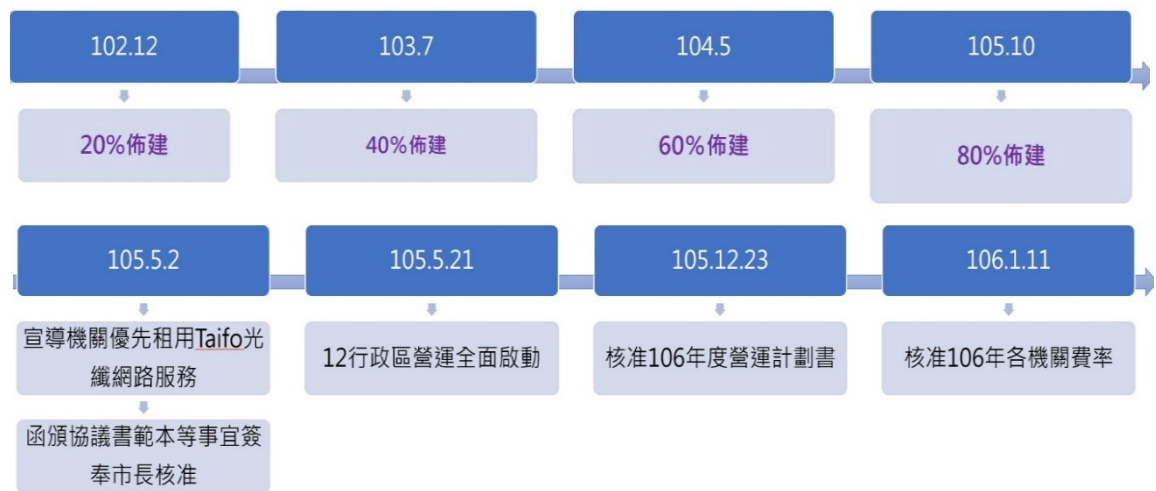 102.12
103.7
104.5
105.10
20%佈建
40%佈建
60%佈建
80%佈建
105.5.2
105.5.21
105.12.23
106.1.11
宣導機關優先租用Taifo光
纖網路服務
12行政區營運全面啟動
核准106年度營運計劃書
核准106年各機關費率
函頒協議書範本等事宜簽
奉市長核准